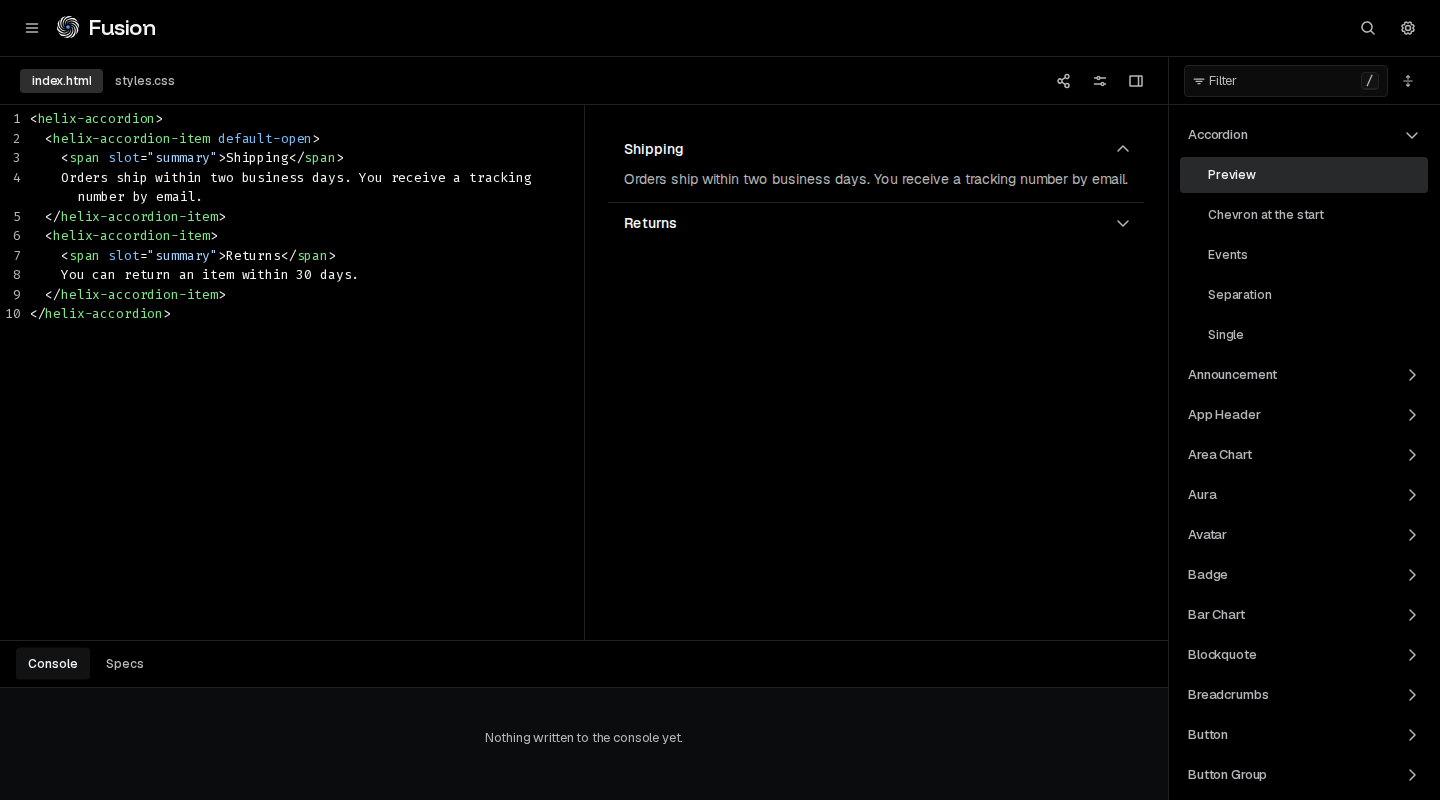 Fusion
index.html
styles.css
Filter
/
1 <helix-accordion>
2 <helix-accordion-item default-open>
3 <span slot="summary">Shipping</span>
4 Orders ship within two business days. You receive a tracking
number by email.
5 </helix-accordion-item>
6 <helix-accordion-item>
7 <span slot="summary">Returns</span>
8 You can return an item within 30 days.
9 </helix-accordion-item>
10 </helix-accordion>
Shipping
Orders ship within two business days. You receive a tracking number by email.
Returns
Console
Specs
Nothing written to the console yet.
Accordion
Preview
Chevron at the start
Events
Separation
Single
Announcement
App Header
Area Chart
Aura
Avatar
Badge
Bar Chart
Blockquote
Breadcrumbs
Button
Button Group